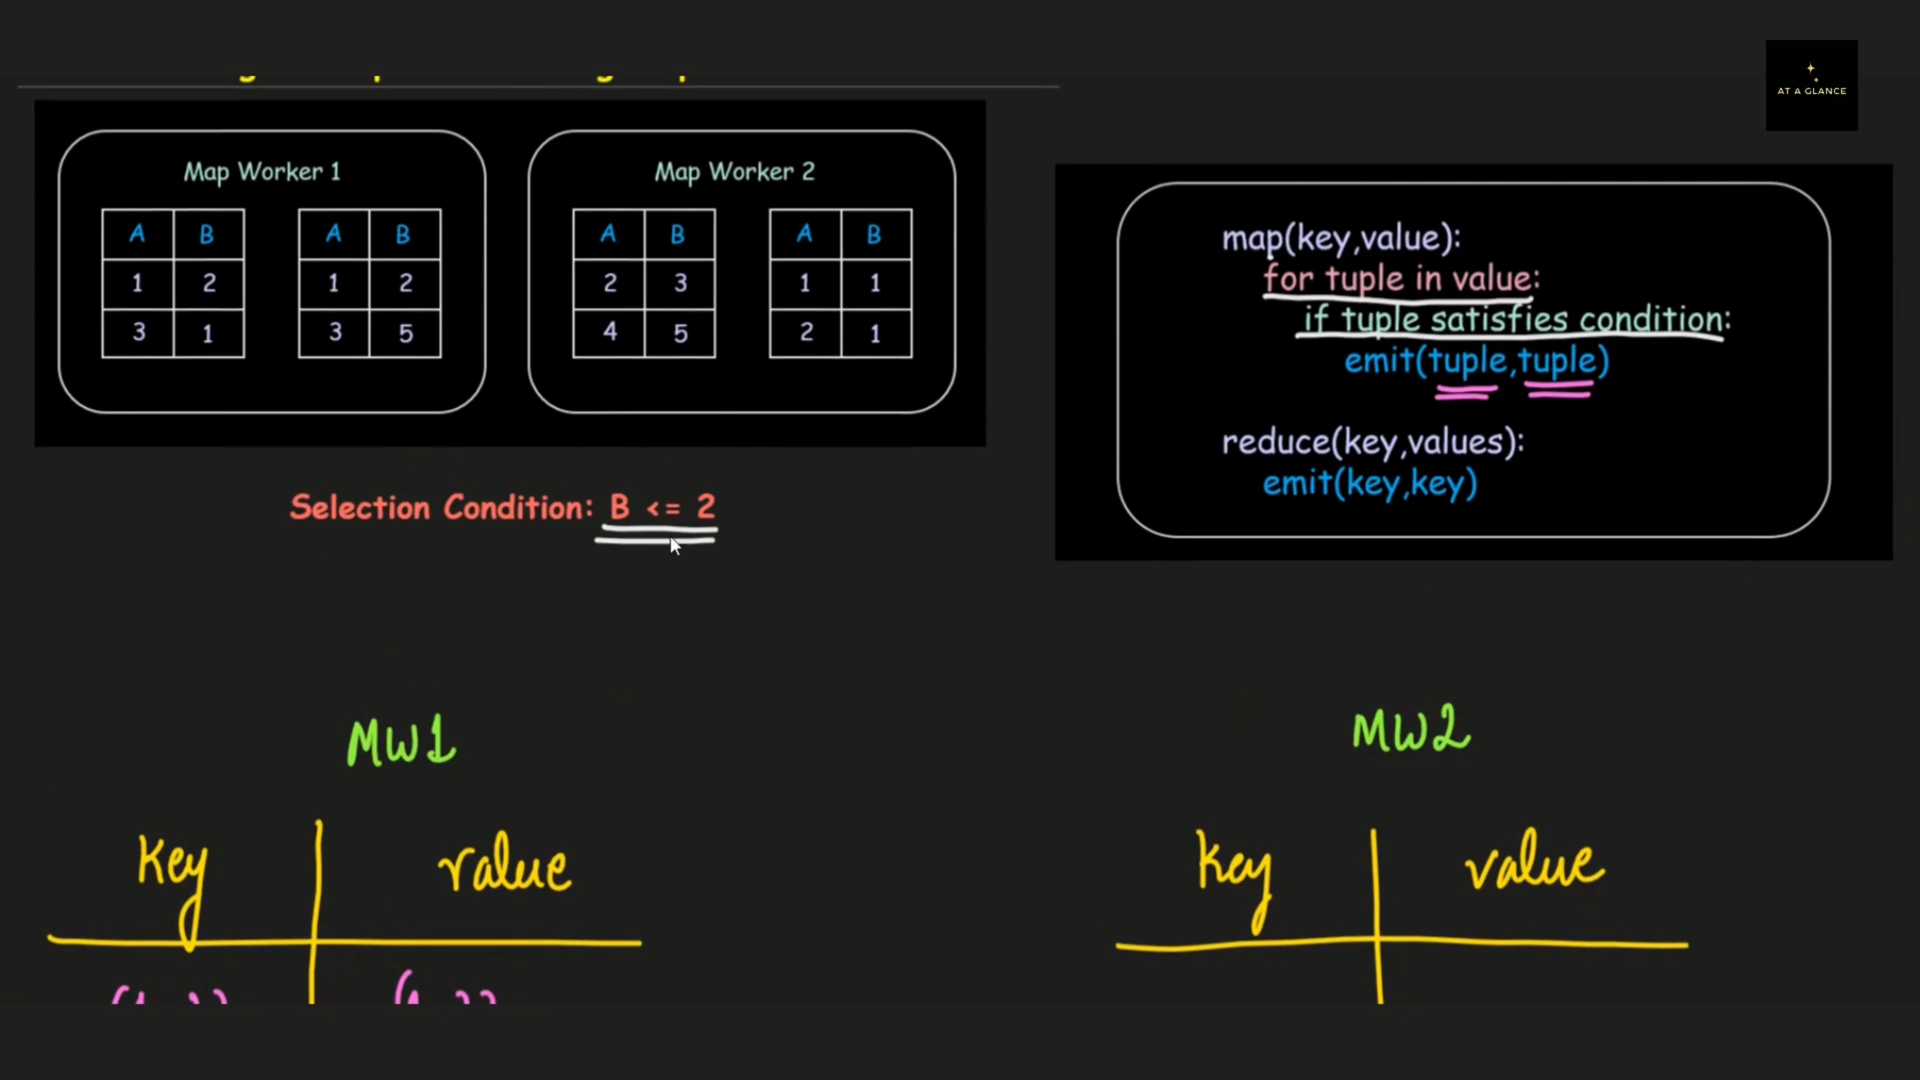 AT A GLANCE
Map Worker 1
A B
1 2
3 1
A B
1 2
3 5
Map Worker 2
A B
2 3
4 5
A B
1 1
2 1
map(key,value):
for tuple in value:
if tuple satisfies condition:
emit(tuple,tuple)
reduce(key,values):
emit(key,key)
Selection Condition: B <= 2
MW1
Key value
MW2
Key value